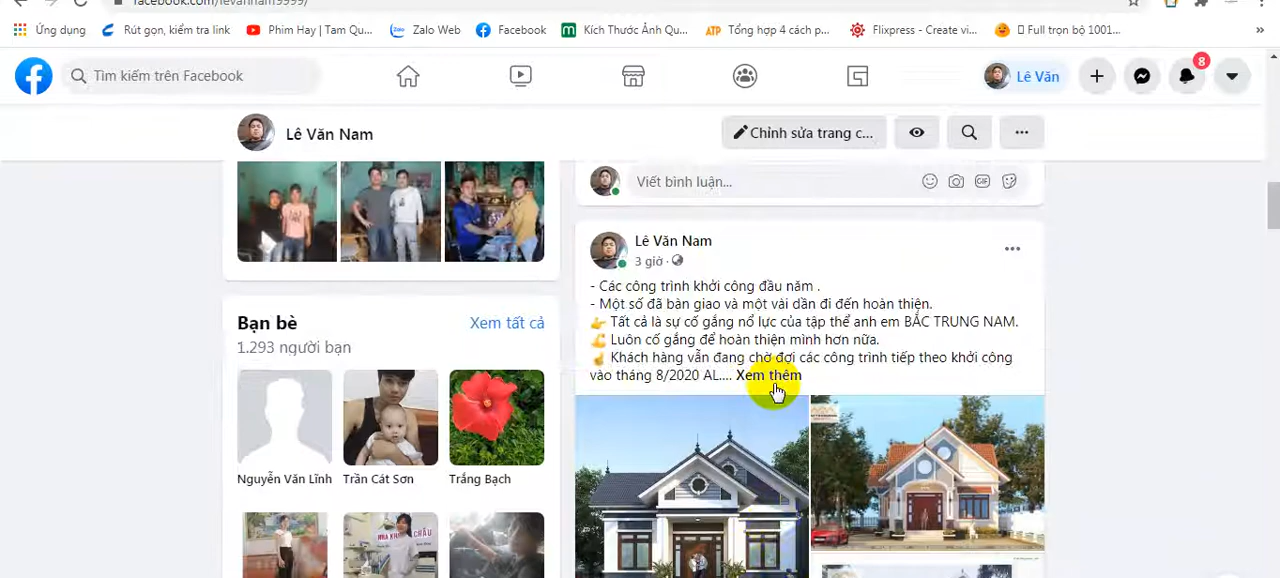 facebook.com/levannam9999/
Ứng dụng
Rút gọn, kiểm tra link
Phim Hay | Tam Qu...
Zalo Web
Facebook
Kích Thước Ảnh Qu...
ATP Tổng hợp 4 cách p...
Flixpress - Create vi...
Full trọn bộ 1001...
»
Tìm kiếm trên Facebook
Lê Văn
8
Lê Văn Nam
Chỉnh sửa trang c...
Viết bình luận...
GIF
Lê Văn Nam
3 giờ ·
- Các công trình khởi công đầu năm .
- Một số đã bàn giao và một vài dần đi đến hoàn thiện.
👉 Tất cả là sự cố gắng nổ lực của tập thể anh em BẮC TRUNG NAM.
💪 Luôn cố gắng để hoàn thiện mình hơn nữa.
☝ Khách hàng vẫn đang chờ đợi các công trình tiếp theo khởi công
vào tháng 8/2020 AL.... Xem thêm
Bạn bè
Xem tất cả
1.293 người bạn
Nguyễn Văn Lĩnh
Trần Cát Sơn
Trắng Bạch